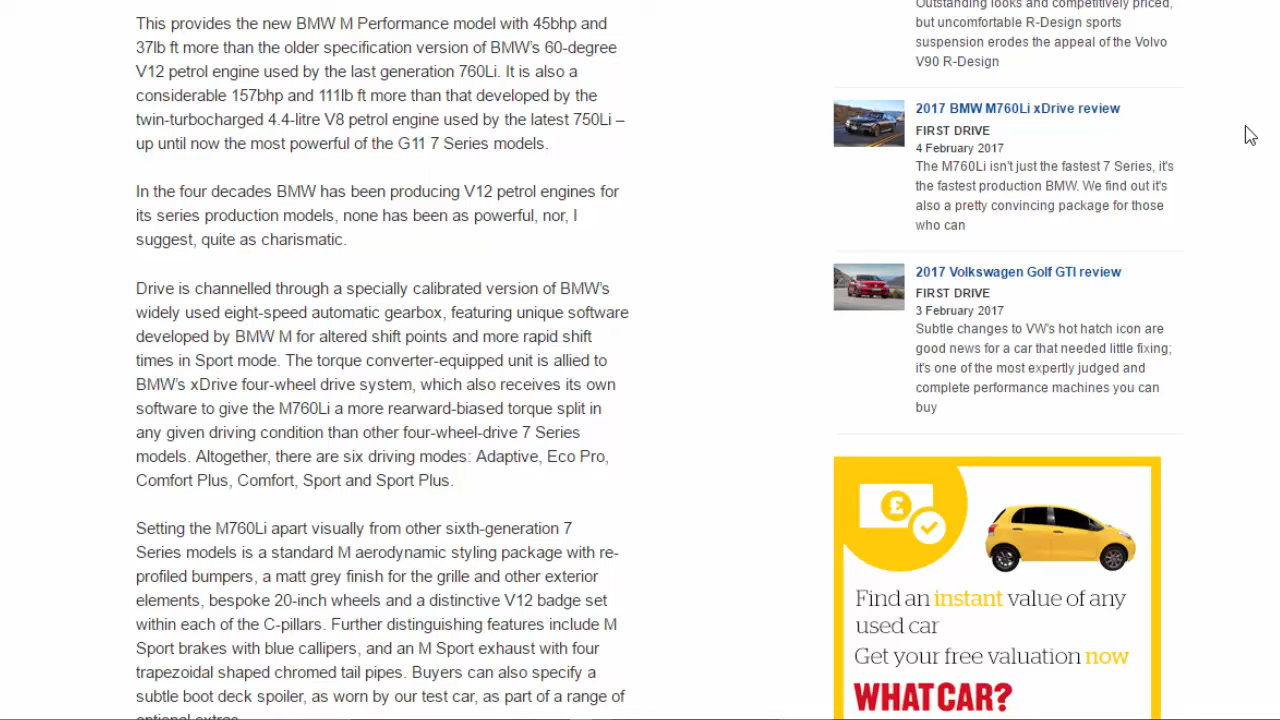 This provides the new BMW M Performance model with 45bhp and
37lb ft more than the older specification version of BMW's 60-degree
V12 petrol engine used by the last generation 760Li. It is also a
considerable 157bhp and 111lb ft more than that developed by the
twin-turbocharged 4.4-litre V8 petrol engine used by the latest 750Li –
up until now the most powerful of the G11 7 Series models.
In the four decades BMW has been producing V12 petrol engines for
its series production models, none has been as powerful, nor, I
suggest, quite as charismatic.
Drive is channelled through a specially calibrated version of BMW's
widely used eight-speed automatic gearbox, featuring unique software
developed by BMW M for altered shift points and more rapid shift
times in Sport mode. The torque converter-equipped unit is allied to
BMW's xDrive four-wheel drive system, which also receives its own
software to give the M760Li a more rearward-biased torque split in
any given driving condition than other four-wheel-drive 7 Series
models. Altogether, there are six driving modes: Adaptive, Eco Pro,
Comfort Plus, Comfort, Sport and Sport Plus.
Setting the M760Li apart visually from other sixth-generation 7
Series models is a standard M aerodynamic styling package with re-
profiled bumpers, a matt grey finish for the grille and other exterior
elements, bespoke 20-inch wheels and a distinctive V12 badge set
within each of the C-pillars. Further distinguishing features include M
Sport brakes with blue callipers, and an M Sport exhaust with four
trapezoidal shaped chromed tail pipes. Buyers can also specify a
subtle boot deck spoiler, as worn by our test car, as part of a range of
optional extras.
Outstanding looks and competitively priced,
but uncomfortable R-Design sports
suspension erodes the appeal of the Volvo
V90 R-Design
2017 BMW M760Li xDrive review
FIRST DRIVE
4 February 2017
The M760Li isn't just the fastest 7 Series, it's
the fastest production BMW. We find out it's
also a pretty convincing package for those
who can
2017 Volkswagen Golf GTI review
FIRST DRIVE
3 February 2017
Subtle changes to VW's hot hatch icon are
good news for a car that needed little fixing;
it's one of the most expertly judged and
complete performance machines you can
buy
£
Find an instant value of any
used car
Get your free valuation now
WHATCAR?